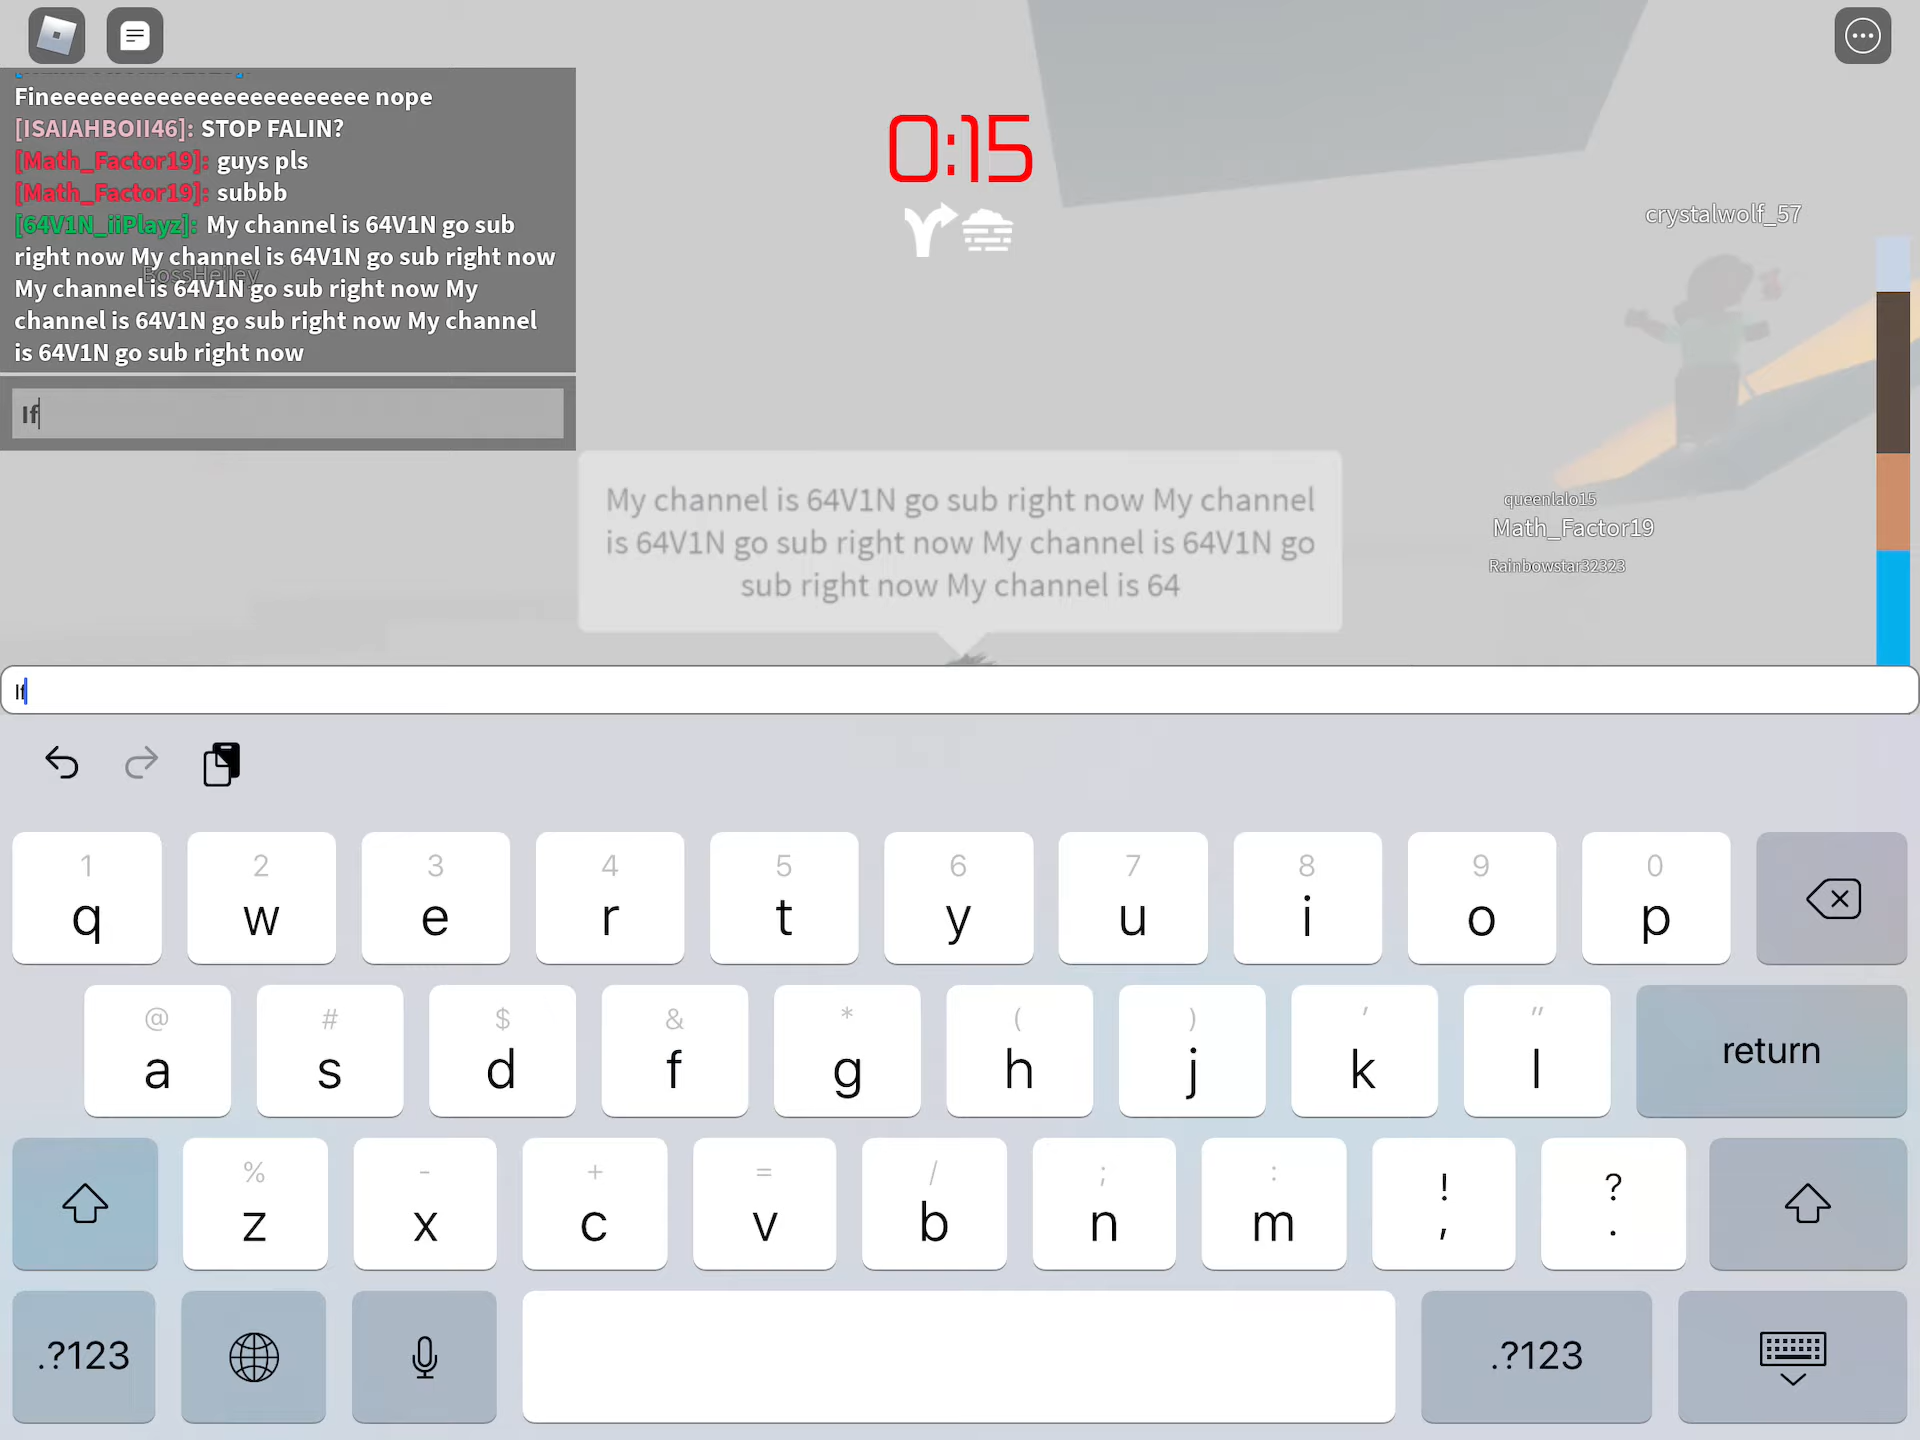 Fineeeeeeeeeeeeeeeeeeeeeeee nope
[ISAIAHBOII46]: STOP FALIN?
[Math_Factor19]: guys pls
[Math_Factor19]: subbb
[64V1N_iiPlayz]: My channel is 64V1N go sub
right now My channel is 64V1N go sub right now
My channel is 64V1N go sub right now My
channel is 64V1N go sub right now My channel
is 64V1N go sub right now
BossHeiley
If
0:15
crystalwolf_57
My channel is 64V1N go sub right now My channel
is 64V1N go sub right now My channel is 64V1N go
sub right now My channel is 64
queenlalo15
Math_Factor19
Rainbowstar32323
If
1 2 3 4 5 6 7 8 9 0
q w e r t y u i o p
@ # $ & * ( ) ' "
a s d f g h j k l return
% - + = / ; : ! ?
z x c v b n m , .
.?123 .?123